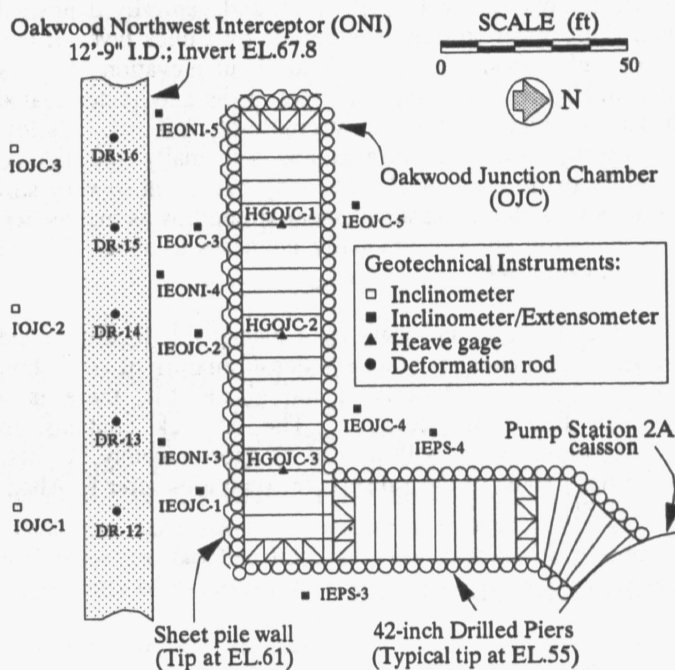 Oakwood Northwest Interceptor (ONI)
12'-9" I.D.; Invert EL.67.8
SCALE (ft)
0 50
N
IEONI-5
DR-16
IOJC-3
Oakwood Junction Chamber
(OJC)
HGOJC-1
IEOJC-5
DR-15
IEOJC-3
IEONI-4
Geotechnical Instruments:
Inclinometer
Inclinometer/Extensometer
Heave gage
Deformation rod
IOJC-2
DR-14
HGOJC-2
IEOJC-2
IEOJC-4
IEPS-4
DR-13
IEONI-3
HGOJC-3
Pump Station 2A
caisson
IEOJC-1
IOJC-1
DR-12
IEPS-3
Sheet pile wall
(Tip at EL.61)
42-inch Drilled Piers
(Typical tip at EL.55)